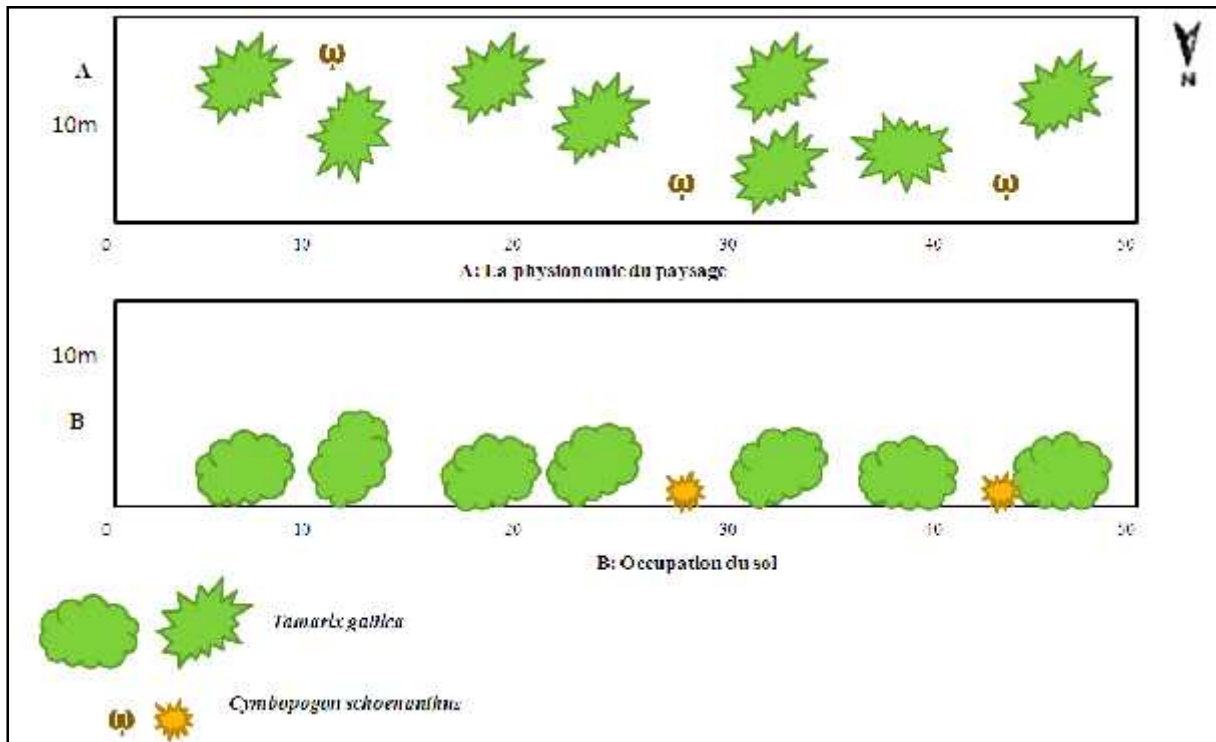 A
10m
N
0 10 20 30 40 50
A: La physionomie du paysage
10m
B
0 10 20 30 40 50
B: Occupation du sol
Tamarix gallica
Cymbopogon schoenanthus